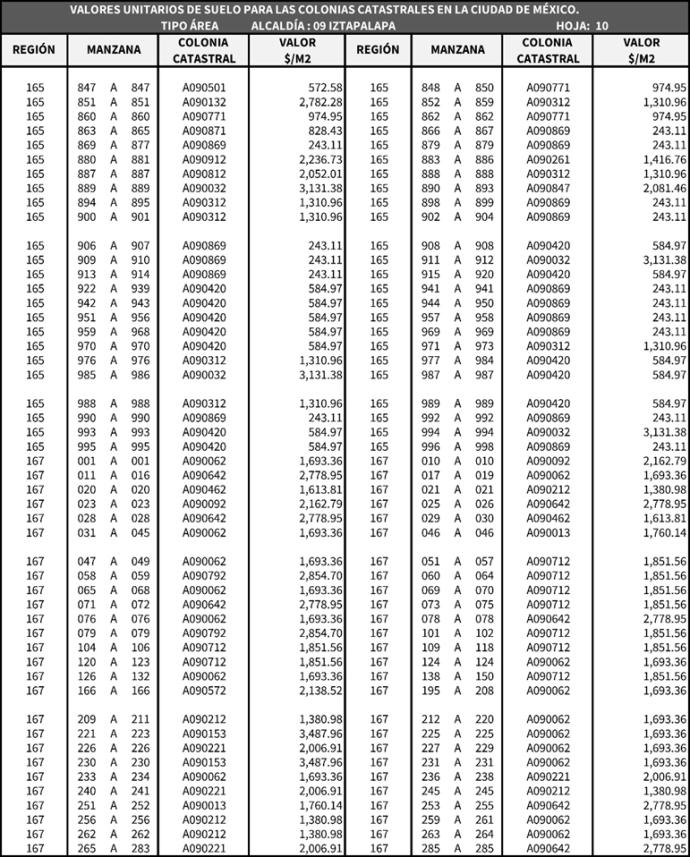 VALORES UNITARIOS DE SUELO PARA LAS COLONIAS CATASTRALES EN LA CIUDAD DE MÉXICO.
TIPO ÁREA ALCALDÍA : 09 IZTAPALAPA HOJA: 10
REGIÓN MANZANA COLONIA CATASTRAL VALOR $/M2 REGIÓN MANZANA COLONIA CATASTRAL VALOR $/M2
165 847 A 847 A090501 572.58 165 848 A 850 A090771 974.95
165 851 A 851 A090132 2,782.28 165 852 A 859 A090312 1,310.96
165 860 A 860 A090771 974.95 165 862 A 862 A090771 974.95
165 863 A 865 A090871 828.43 165 866 A 867 A090869 243.11
165 869 A 877 A090869 243.11 165 879 A 879 A090869 243.11
165 880 A 881 A090912 2,236.73 165 883 A 886 A090261 1,416.76
165 887 A 887 A090812 2,052.01 165 888 A 888 A090312 1,310.96
165 889 A 889 A090032 3,131.38 165 890 A 893 A090847 2,081.46
165 894 A 895 A090312 1,310.96 165 898 A 899 A090869 243.11
165 900 A 901 A090312 1,310.96 165 902 A 904 A090869 243.11
165 906 A 907 A090869 243.11 165 908 A 908 A090420 584.97
165 909 A 910 A090869 243.11 165 911 A 912 A090032 3,131.38
165 913 A 914 A090869 243.11 165 915 A 920 A090420 584.97
165 922 A 939 A090420 584.97 165 941 A 941 A090869 243.11
165 942 A 943 A090420 584.97 165 944 A 950 A090869 243.11
165 951 A 956 A090420 584.97 165 957 A 958 A090869 243.11
165 959 A 968 A090420 584.97 165 969 A 969 A090869 243.11
165 970 A 970 A090420 584.97 165 971 A 973 A090312 1,310.96
165 976 A 976 A090312 1,310.96 165 977 A 984 A090420 584.97
165 985 A 986 A090032 3,131.38 165 987 A 987 A090420 584.97
165 988 A 988 A090312 1,310.96 165 989 A 989 A090420 584.97
165 990 A 990 A090869 243.11 165 992 A 992 A090869 243.11
165 993 A 993 A090420 584.97 165 994 A 994 A090032 3,131.38
165 995 A 995 A090420 584.97 165 996 A 998 A090869 243.11
167 001 A 001 A090062 1,693.36 167 010 A 010 A090092 2,162.79
167 011 A 016 A090642 2,778.95 167 017 A 019 A090062 1,693.36
167 020 A 020 A090462 1,613.81 167 021 A 021 A090212 1,380.98
167 023 A 023 A090092 2,162.79 167 025 A 026 A090642 2,778.95
167 028 A 028 A090642 2,778.95 167 029 A 030 A090462 1,613.81
167 031 A 045 A090062 1,693.36 167 046 A 046 A090013 1,760.14
167 047 A 049 A090062 1,693.36 167 051 A 057 A090712 1,851.56
167 058 A 059 A090792 2,854.70 167 060 A 064 A090712 1,851.56
167 065 A 068 A090062 1,693.36 167 069 A 070 A090712 1,851.56
167 071 A 072 A090642 2,778.95 167 073 A 075 A090712 1,851.56
167 076 A 076 A090062 1,693.36 167 078 A 078 A090642 2,778.95
167 079 A 079 A090792 2,854.70 167 101 A 102 A090712 1,851.56
167 104 A 106 A090712 1,851.56 167 109 A 118 A090712 1,851.56
167 120 A 123 A090712 1,851.56 167 124 A 124 A090062 1,693.36
167 126 A 132 A090062 1,693.36 167 138 A 150 A090712 1,851.56
167 166 A 166 A090572 2,138.52 167 195 A 208 A090062 1,693.36
167 209 A 211 A090212 1,380.98 167 212 A 220 A090062 1,693.36
167 221 A 223 A090153 3,487.96 167 225 A 225 A090062 1,693.36
167 226 A 226 A090221 2,006.91 167 227 A 229 A090062 1,693.36
167 230 A 230 A090153 3,487.96 167 231 A 231 A090062 1,693.36
167 233 A 234 A090062 1,693.36 167 236 A 238 A090221 2,006.91
167 240 A 241 A090221 2,006.91 167 245 A 245 A090212 1,380.98
167 251 A 252 A090013 1,760.14 167 253 A 255 A090642 2,778.95
167 256 A 256 A090212 1,380.98 167 259 A 261 A090062 1,693.36
167 262 A 262 A090212 1,380.98 167 263 A 264 A090062 1,693.36
167 265 A 283 A090221 2,006.91 167 285 A 285 A090642 2,778.95